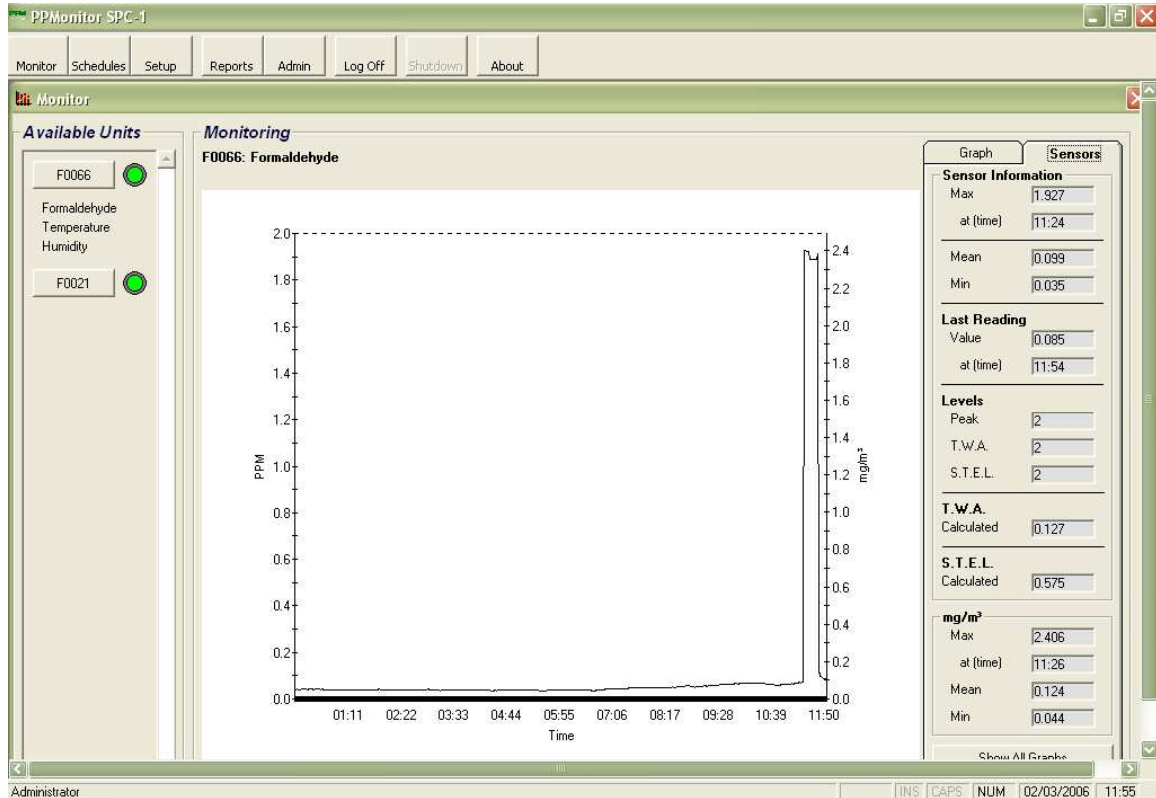 PPMonitor SPC-1
Monitor Schedules Setup Reports Admin Log Off Shutdown About
Monitor
Available Units
F0066
Formaldehyde
Temperature
Humidity
F0021
Monitoring
F0066: Formaldehyde
2.0
1.8
1.6
1.4
1.2
1.0
0.8
0.6
0.4
0.2
0.0
PPM
2.4
2.2
2.0
1.8
1.6
1.4
1.2
1.0
0.8
0.6
0.4
0.2
0.0
mg/m³
01:11 02:22 03:33 04:44 05:55 07:06 08:17 09:28 10:39 11:50
Time
Graph Sensors
Sensor Information
Max 1.927
at (time) 11:24
Mean 0.099
Min 0.035
Last Reading
Value 0.085
at (time) 11:54
Levels
Peak 2
T.W.A. 2
S.T.E.L. 2
T.W.A.
Calculated 0.127
S.T.E.L.
Calculated 0.575
mg/m³
Max 2.406
at (time) 11:26
Mean 0.124
Min 0.044
Show All Graphs
Administrator INS CAPS NUM 02/03/2006 11:55